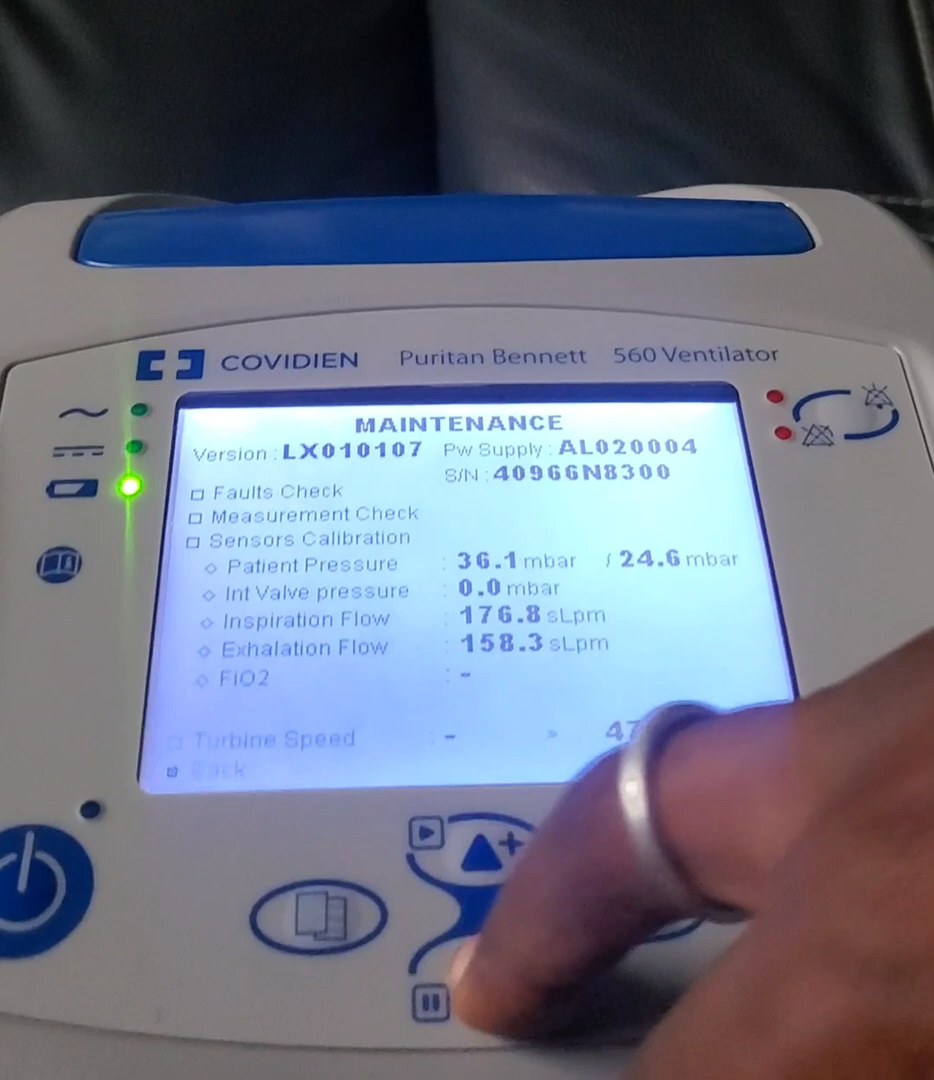 COVIDIEN Puritan Bennett 560 Ventilator
MAINTENANCE
Version : LX010107 Pw Supply : AL020004
S/N : 40966N8300
Faults Check
Measurement Check
Sensors Calibration
Patient Pressure : 36.1 mbar / 24.6 mbar
Int Valve pressure : 0.0 mbar
Inspiration Flow : 176.8 sLpm
Exhalation Flow : 158.3 sLpm
FiO2 : -
Turbine Speed : - 47
Back